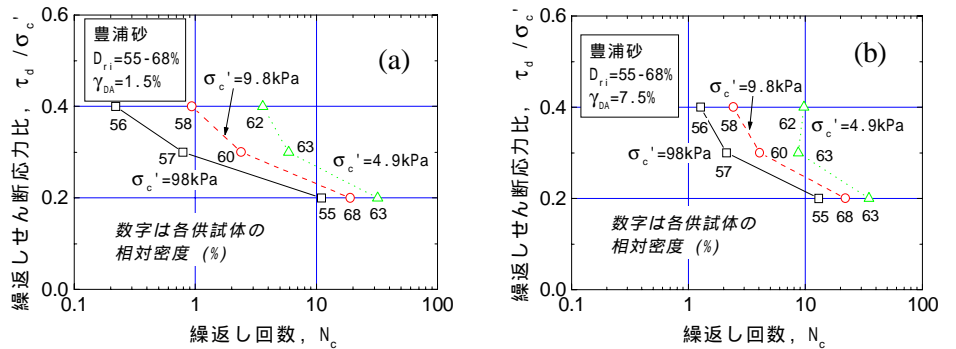 繰返しせん断応力比, τd /σc'
0.6
0.4
0.2
0.0
豊浦砂
Dri=55-68%
γDA=1.5%
(a)
σc'=9.8kPa
56
58
62
57
60
63
σc'=4.9kPa
σc'=98kPa
55
68
63
数字は各供試体の
相対密度 (%)
0.1
1
10
100
繰返し回数, Nc
繰返しせん断応力比, τd /σc'
0.6
0.4
0.2
0.0
豊浦砂
Dri=55-68%
γDA=7.5%
(b)
σc'=9.8kPa
56
58
62
σc'=4.9kPa
σc'=98kPa
57
60
63
55
68
63
数字は各供試体の
相対密度 (%)
0.1
1
10
100
繰返し回数, Nc